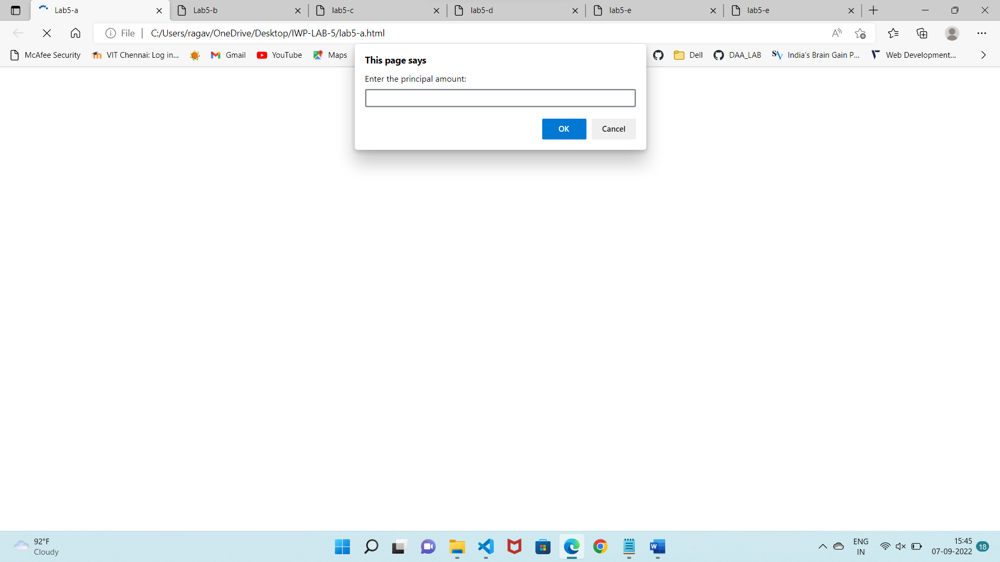 Lab5-a
Lab5-b
lab5-c
lab5-d
lab5-e
lab5-e
File
C:/Users/ragav/OneDrive/Desktop/IWP-LAB-5/lab5-a.html
McAfee Security
VIT Chennai: Log in...
Gmail
YouTube
Maps
Dell
DAA_LAB
SV India's Brain Gain P...
Web Development...
This page says
Enter the principal amount:
OK
Cancel
92°F
Cloudy
ENG
IN
15:45
07-09-2022
18